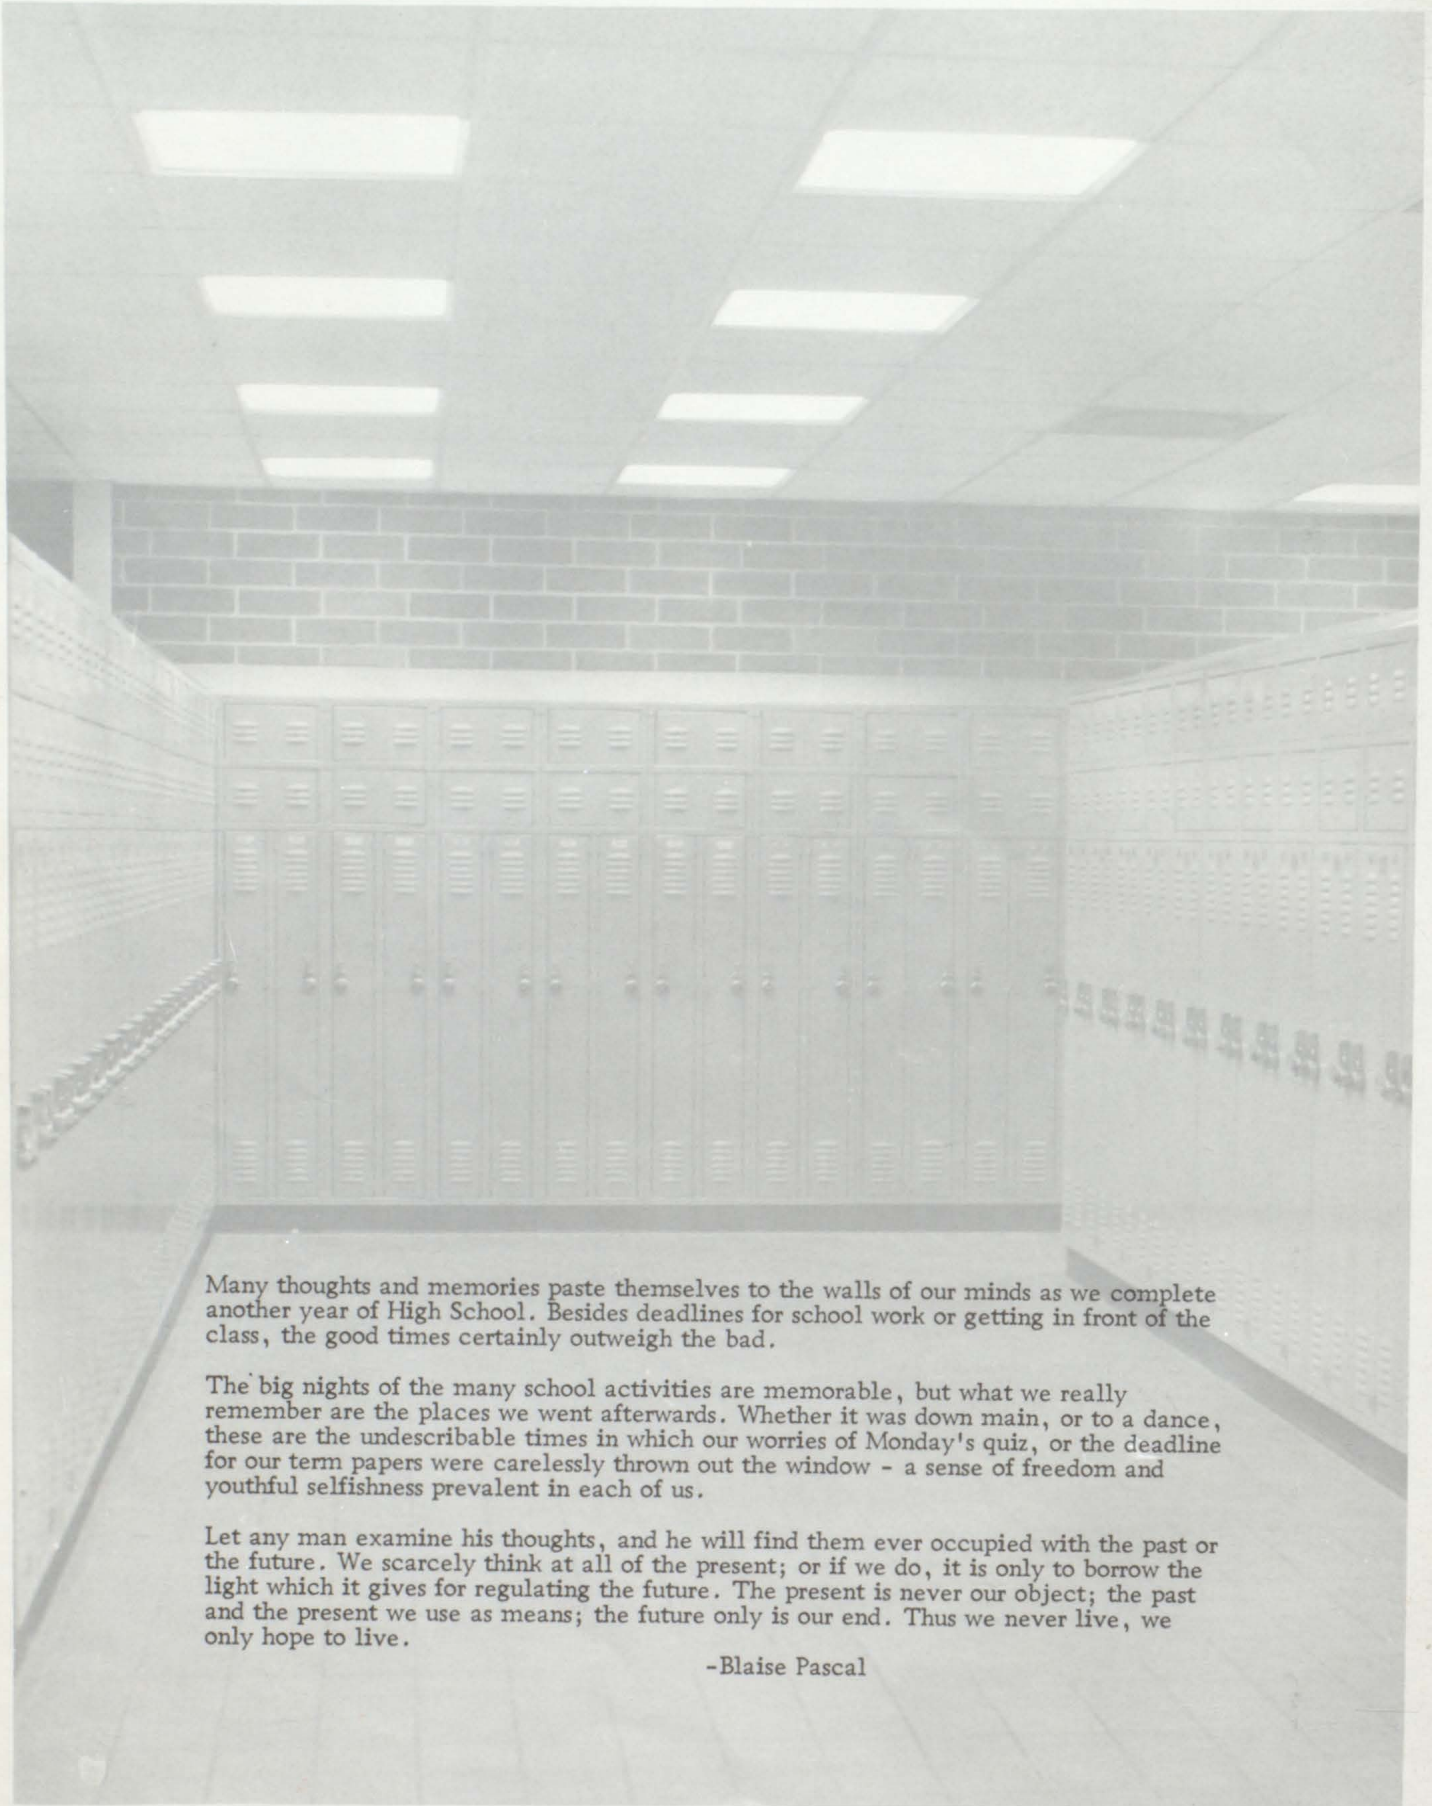 Many thoughts and memories paste themselves to the walls of our minds as we complete
another year of High School. Besides deadlines for school work or getting in front of the
class, the good times certainly outweigh the bad.
The big nights of the many school activities are memorable, but what we really
remember are the places we went afterwards. Whether it was down main, or to a dance,
these are the undescribable times in which our worries of Monday's quiz, or the deadline
for our term papers were carelessly thrown out the window - a sense of freedom and
youthful selfishness prevalent in each of us.
Let any man examine his thoughts, and he will find them ever occupied with the past or
the future. We scarcely think at all of the present; or if we do, it is only to borrow the
light which it gives for regulating the future. The present is never our object; the past
and the present we use as means; the future only is our end. Thus we never live, we
only hope to live.
-Blaise Pascal